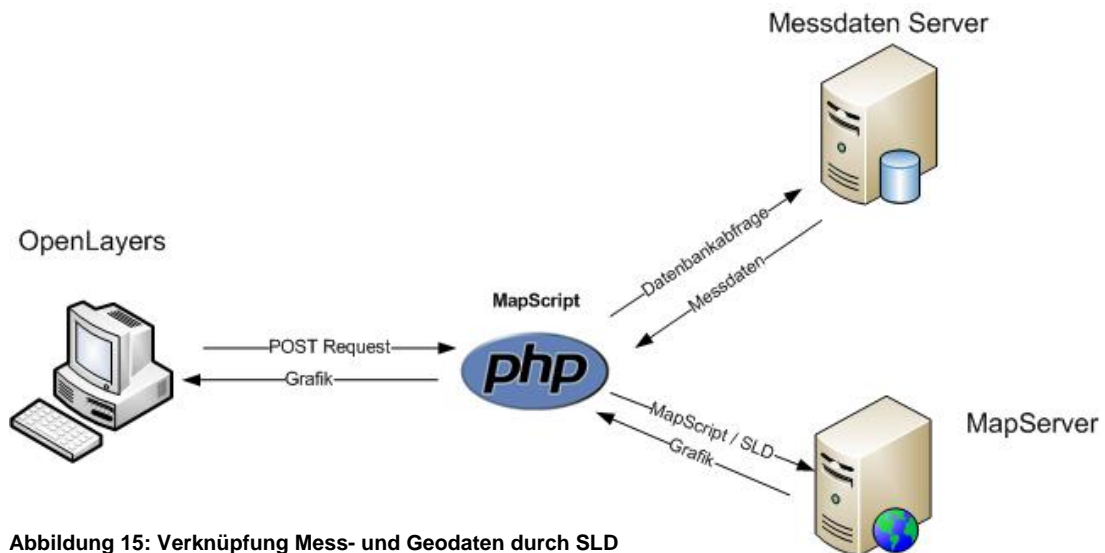 Messdaten Server
OpenLayers
Datenbankabfrage
Messdaten
MapScript
php
POST Request
Grafik
MapScript / SLD
Grafik
MapServer
Abbildung 15: Verknüpfung Mess- und Geodaten durch SLD